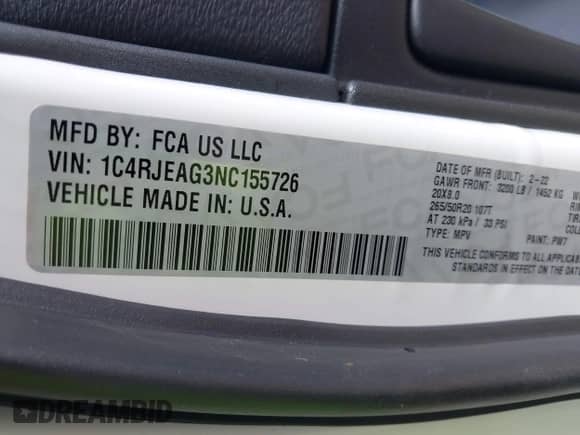 MFD BY: FCA US LLC
VIN: 1C4RJEAG3NC155726
VEHICLE MADE IN: U.S.A.
DATE OF MFR (BUILT): 2-22
GAWR FRONT: 3200 LB / 1452 KG
20X8.0
265/50R20 107T
AT 230 kPa / 33 PSI
TYPE: MPV PAINT: PW7
THIS VEHICLE CONFORMS TO ALL
STANDARDS IN EFFECT ON THE DATE
DREAMBID